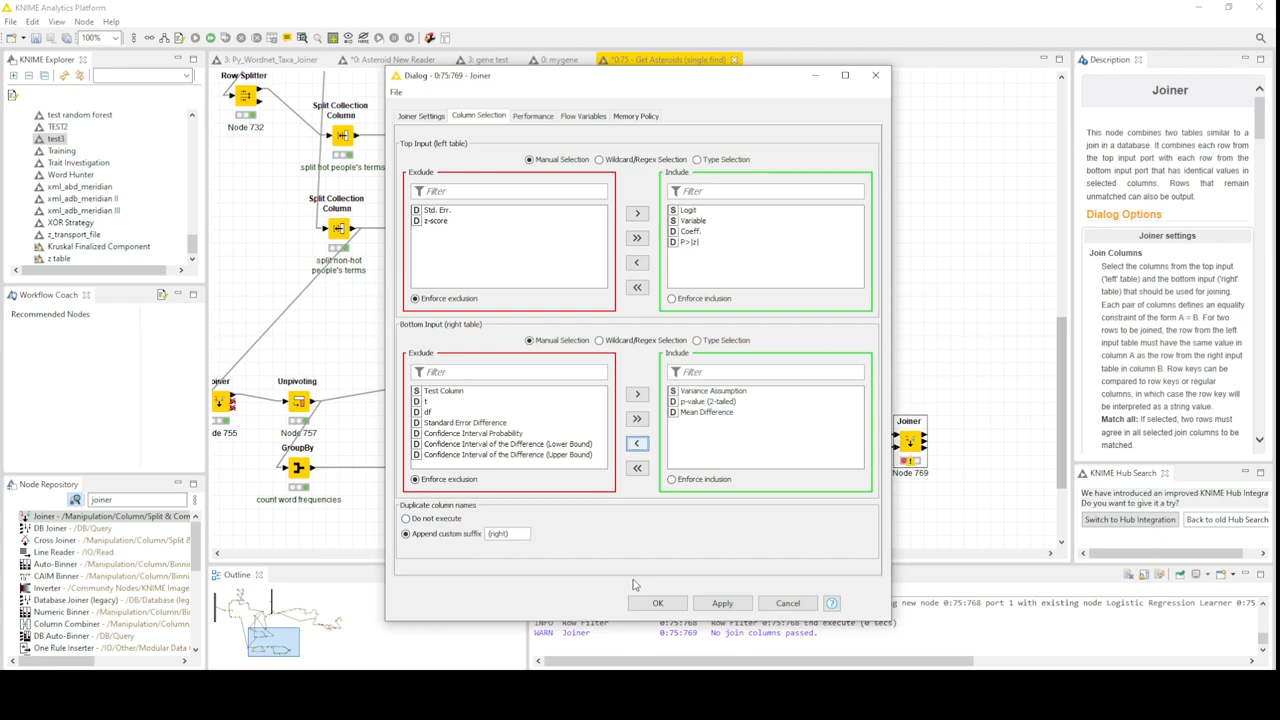 KNIME Analytics Platform
File Edit View Node Help
100%
KNIME Explorer
3: Py_Wordnet_Taxa_Joiner
*0: Asteroid New Reader
3: gene test
0: mygene
*0:75 - Get Asteroids (single find)
Description
test random forest
TEST2
test3
Training
Trait Investigation
Word Hunter
xml_abd_meridian
xml_adb_meridian II
xml_adb_meridian III
XOR Strategy
z_transport_file
Kruskal Finalized Component
z table
Workflow Coach
Recommended Nodes
Node Repository
joiner
Joiner - /Manipulation/Column/Split & Com
DB Joiner - /DB/Query
Cross Joiner - /Manipulation/Column/Split &
Line Reader - /IO/Read
Auto-Binner - /Manipulation/Column/Binni
CAIM Binner - /Manipulation/Column/Binnin
Inverter - /Community Nodes/KNIME Image
Database Joiner (legacy) - /Database (lega
Numeric Binner - /Manipulation/Column/Bi
Column Combiner - /Manipulation/Column/
DB Auto-Binner - /DB/Query
One Rule Inserter - /IO/Other/Modular Data
Row Splitter
Node 732
Split Collection
Column
split hot people's terms
Split Collection
Column
split non-hot
people's terms
Unpivoting
Node 757
GroupBy
count word frequencies
Outline
Dialog - 0:75:769 - Joiner
File
Joiner Settings Column Selection Performance Flow Variables Memory Policy
Top Input (left table)
Manual Selection Wildcard/Regex Selection Type Selection
Exclude
Filter
D Std. Err.
D z-score
Enforce exclusion
>
>>
<
<<
Include
Filter
S Logit
S Variable
D Coeff.
D P>|z|
Enforce inclusion
Bottom Input (right table)
Manual Selection Wildcard/Regex Selection Type Selection
Exclude
Filter
S Test Column
D t
D df
D Standard Error Difference
D Confidence Interval Probability
D Confidence Interval of the Difference (Lower Bound)
D Confidence Interval of the Difference (Upper Bound)
Enforce exclusion
>
>>
<
<<
Include
Filter
S Variance Assumption
D p-value (2-tailed)
D Mean Difference
Enforce inclusion
Duplicate column names
Do not execute
Append custom suffix (right)
OK Apply Cancel ?
Joiner
Node 769
Joiner
This node combines two tables similar to a
join in a database. It combines each row from
the top input port with each row from the
bottom input port that has identical values in
selected columns. Rows that remain
unmatched can also be output.
Dialog Options
Joiner settings
Join Columns
Select the columns from the top input
('left' table) and the bottom input ('right'
table) that should be used for joining.
Each pair of columns defines an equality
constraint of the form A = B. For two
rows to be joined, the row from the left
input table must have the same value in
column A as the row from the right input
table in column B. Row keys can be
compared to row keys or regular
columns, in which case the row key will
be interpreted as a string value.
Match all: If selected, two rows must
agree in all selected join columns to be
matched.
KNIME Hub Search
We have introduced an improved KNIME Hub Integra
Do you want to give it a try?
Switch to Hub Integration Back to old Hub Search
ng new node 0:75:768 port 1 with existing node Logistic Regression Learner 0:75
INFO Row Filter 0:75:768 Row Filter 0:75:768 End execute (0 secs)
WARN Joiner 0:75:769 No join columns passed.